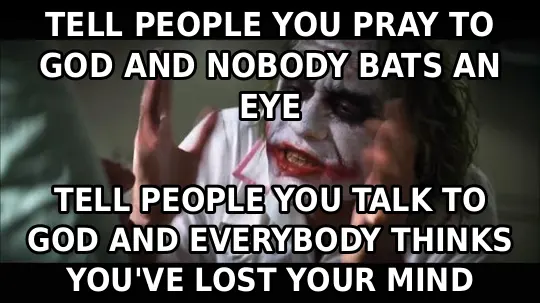 TELL PEOPLE YOU PRAY TO
GOD AND NOBODY BATS AN
EYE
TELL PEOPLE YOU TALK TO
GOD AND EVERYBODY THINKS
YOU'VE LOST YOUR MIND